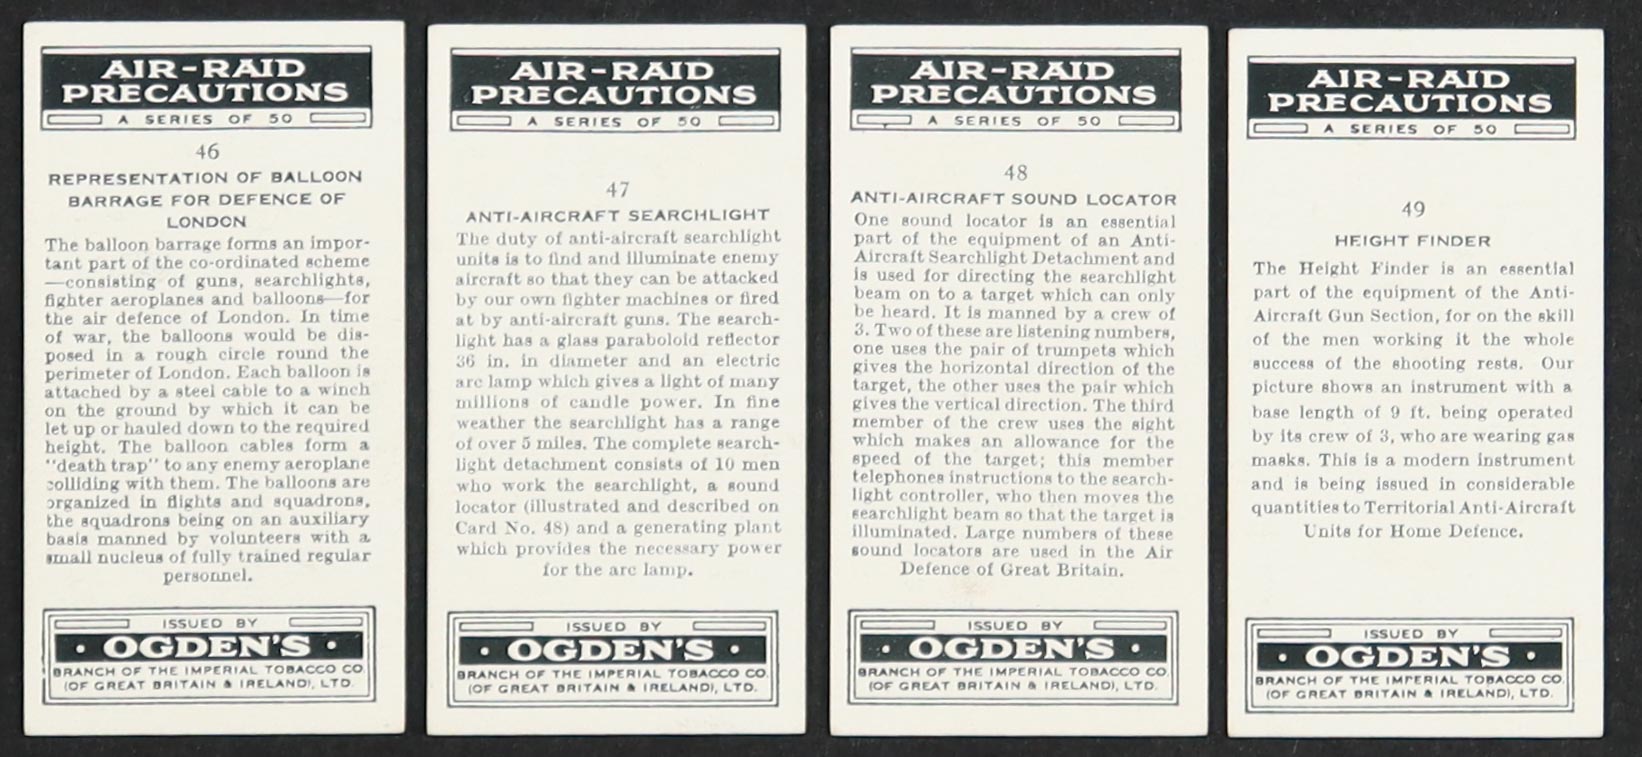 AIR-RAID
PRECAUTIONS
A SERIES OF 50
46
REPRESENTATION OF BALLOON
BARRAGE FOR DEFENCE OF
LONDON
The balloon barrage forms an impor-
tant part of the co-ordinated scheme
—consisting of guns, searchlights,
fighter aeroplanes and balloons—for
the air defence of London. In time
of war, the balloons would be dis-
posed in a rough circle round the
perimeter of London. Each balloon is
attached by a steel cable to a winch
on the ground by which it can be
let up or hauled down to the required
height. The balloon cables form a
"death trap" to any enemy aeroplane
colliding with them. The balloons are
organized in flights and squadrons,
the squadrons being on an auxiliary
basis manned by volunteers with a
small nucleus of fully trained regular
personnel.
ISSUED BY
· OGDEN'S ·
BRANCH OF THE IMPERIAL TOBACCO CO.
(OF GREAT BRITAIN & IRELAND), LTD.
AIR-RAID
PRECAUTIONS
A SERIES OF 50
47
ANTI-AIRCRAFT SEARCHLIGHT
The duty of anti-aircraft searchlight
units is to find and illuminate enemy
aircraft so that they can be attacked
by our own fighter machines or fired
at by anti-aircraft guns. The search-
light has a glass paraboloid reflector
36 in. in diameter and an electric
arc lamp which gives a light of many
millions of candle power. In fine
weather the searchlight has a range
of over 5 miles. The complete search-
light detachment consists of 10 men
who work the searchlight, a sound
locator (illustrated and described on
Card No. 48) and a generating plant
which provides the necessary power
for the arc lamp.
ISSUED BY
· OGDEN'S ·
BRANCH OF THE IMPERIAL TOBACCO CO.
(OF GREAT BRITAIN & IRELAND), LTD.
AIR-RAID
PRECAUTIONS
A SERIES OF 50
48
ANTI-AIRCRAFT SOUND LOCATOR
One sound locator is an essential
part of the equipment of an Anti-
Aircraft Searchlight Detachment and
is used for directing the searchlight
beam on to a target which can only
be heard. It is manned by a crew of
3. Two of these are listening numbers,
one uses the pair of trumpets which
gives the horizontal direction of the
target, the other uses the pair which
gives the vertical direction. The third
member of the crew uses the sight
which makes an allowance for the
speed of the target; this member
telephones instructions to the search-
light controller, who then moves the
searchlight beam so that the target is
illuminated. Large numbers of these
sound locators are used in the Air
Defence of Great Britain.
ISSUED BY
· OGDEN'S ·
BRANCH OF THE IMPERIAL TOBACCO CO.
(OF GREAT BRITAIN & IRELAND), LTD.
AIR-RAID
PRECAUTIONS
A SERIES OF 50
49
HEIGHT FINDER
The Height Finder is an essential
part of the equipment of the Anti-
Aircraft Gun Section, for on the skill
of the men working it the whole
success of the shooting rests. Our
picture shows an instrument with a
base length of 9 ft. being operated
by its crew of 3, who are wearing gas
masks. This is a modern instrument
and is being issued in considerable
quantities to Territorial Anti-Aircraft
Units for Home Defence.
ISSUED BY
· OGDEN'S ·
BRANCH OF THE IMPERIAL TOBACCO CO.
(OF GREAT BRITAIN & IRELAND), LTD.